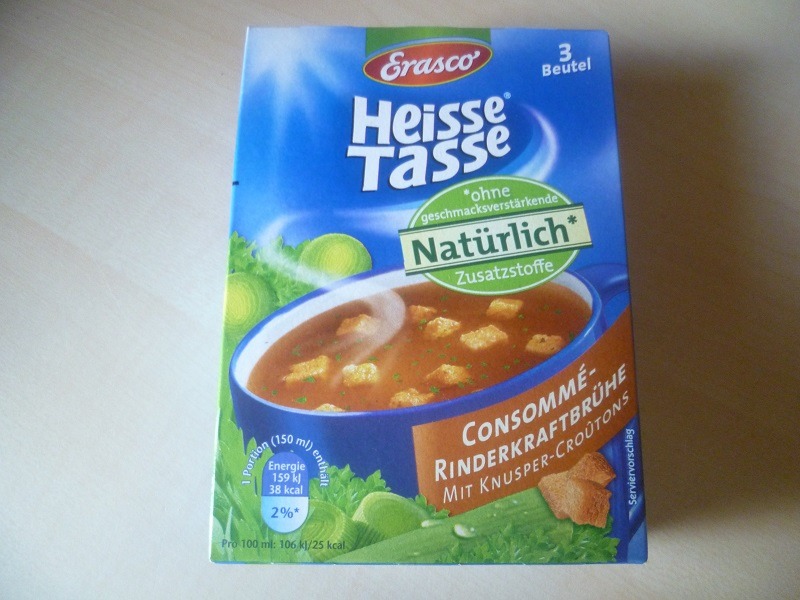 Erasco
3
Beutel
Heisse®
Tasse
*ohne
geschmacksverstärkende
Natürlich*
Zusatzstoffe
Consommé-
Rinderkraftbrühe
Mit Knusper-Croûtons
Serviervorschlag
1 Portion (150 ml) enthält
Energie
159 kJ
38 kcal
2%*
Pro 100 ml: 106 kJ/25 kcal